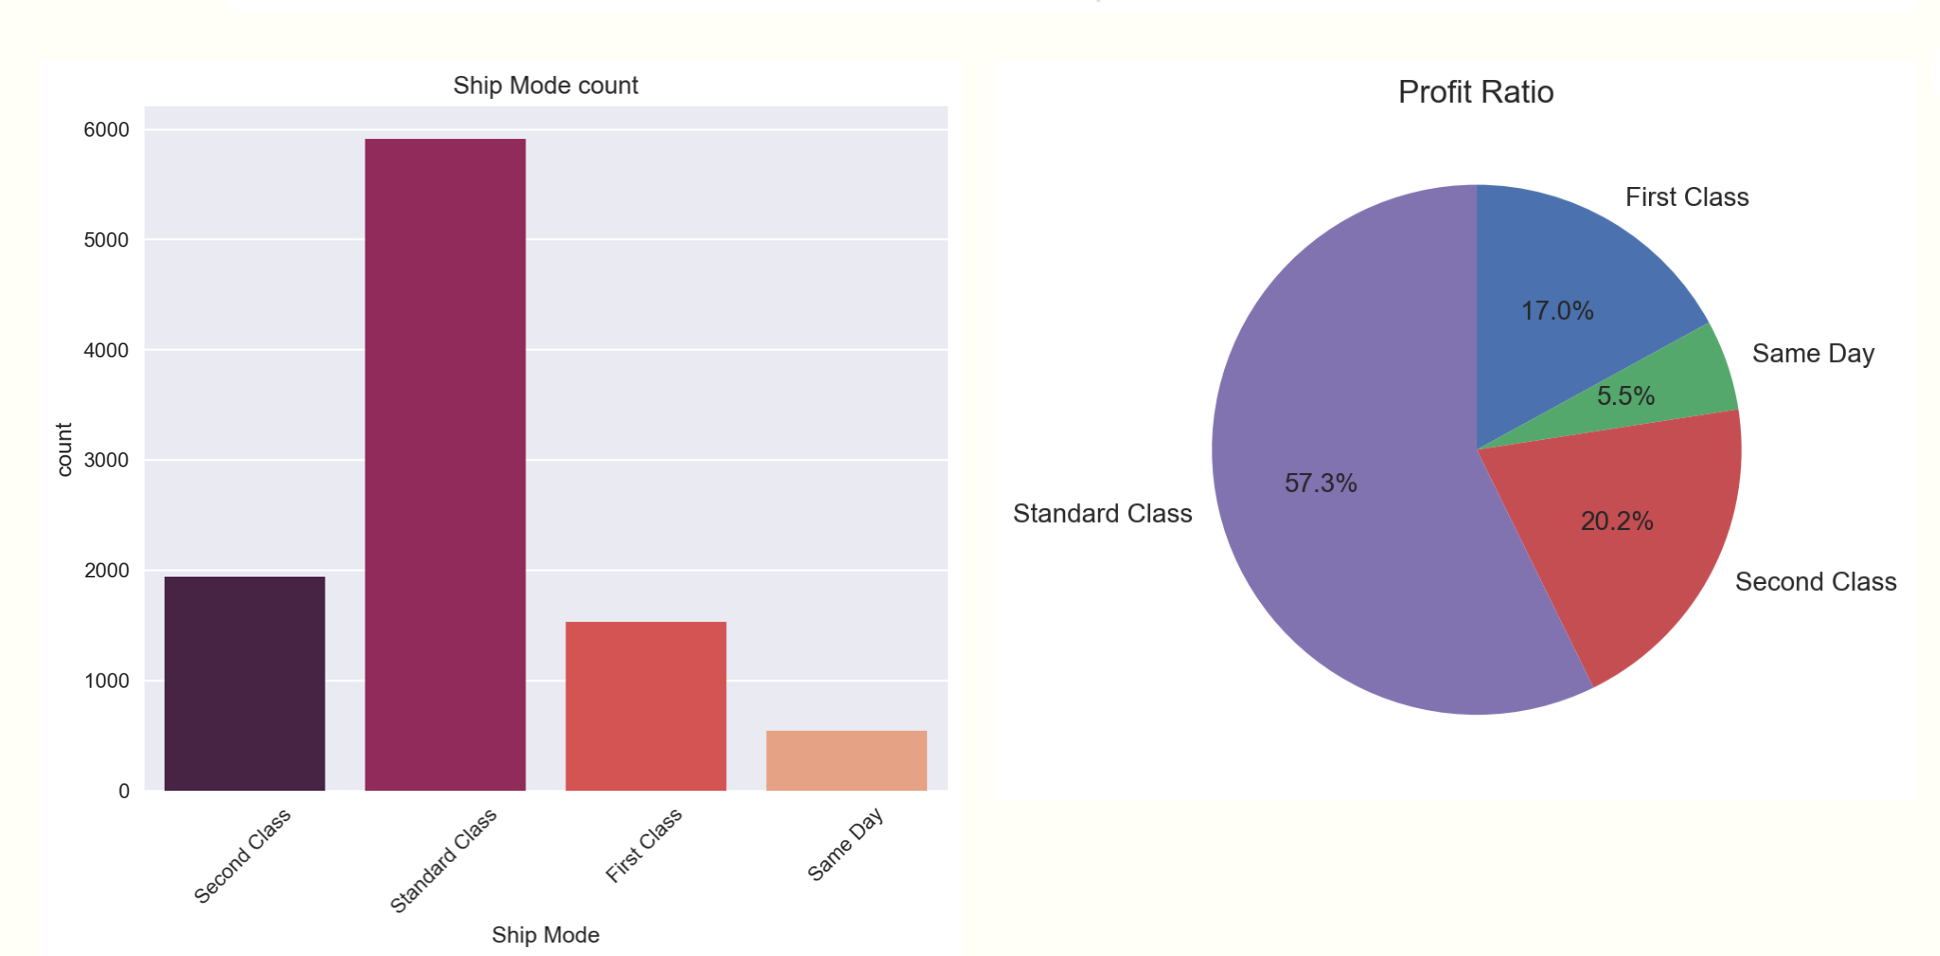 Ship Mode count
6000
5000
4000
3000
2000
1000
0
count
Second Class
Standard Class
First Class
Same Day
Ship Mode
Profit Ratio
First Class
17.0%
Same Day
5.5%
57.3%
Standard Class
20.2%
Second Class